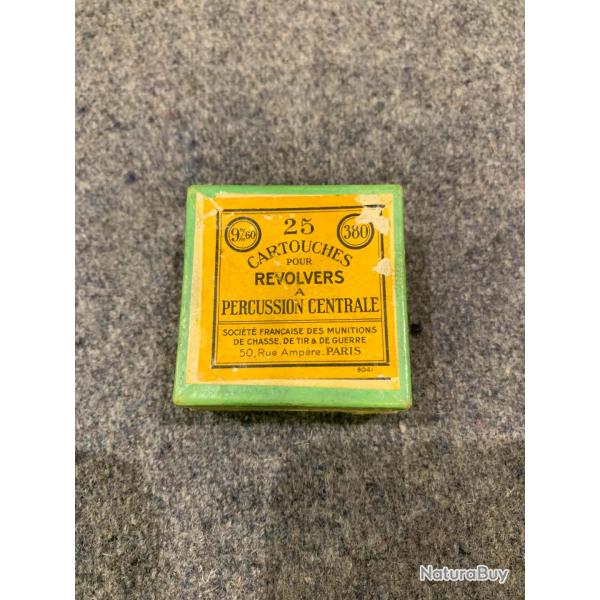 9m/m60 25 380
CARTOUCHES
POUR
REVOLVERS
A
PERCUSSION CENTRALE
SOCIÉTÉ FRANÇAISE DES MUNITIONS
DE CHASSE, DE TIR & DE GUERRE
50, Rue Ampère. PARIS
8041
NaturaBuy